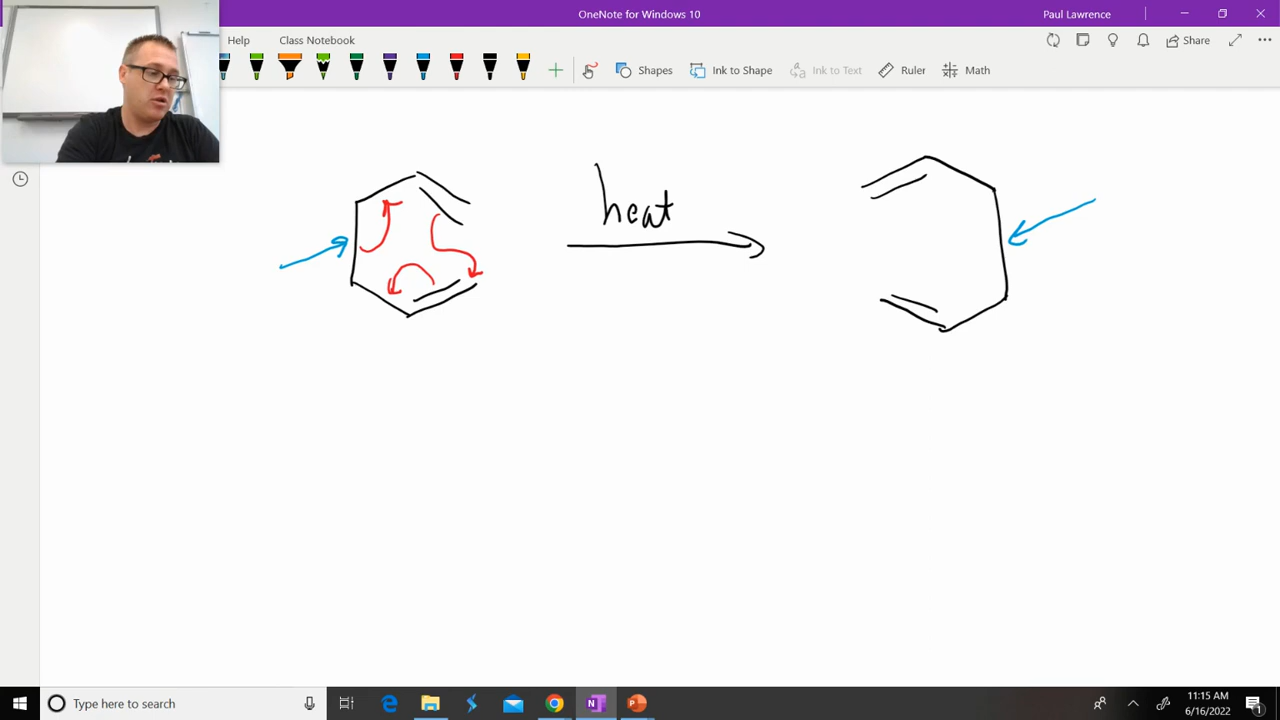 OneNote for Windows 10
Paul Lawrence
Help
Class Notebook
Shapes
Ink to Shape
Ink to Text
Ruler
Math
Share
heat
Type here to search
11:15 AM
6/16/2022